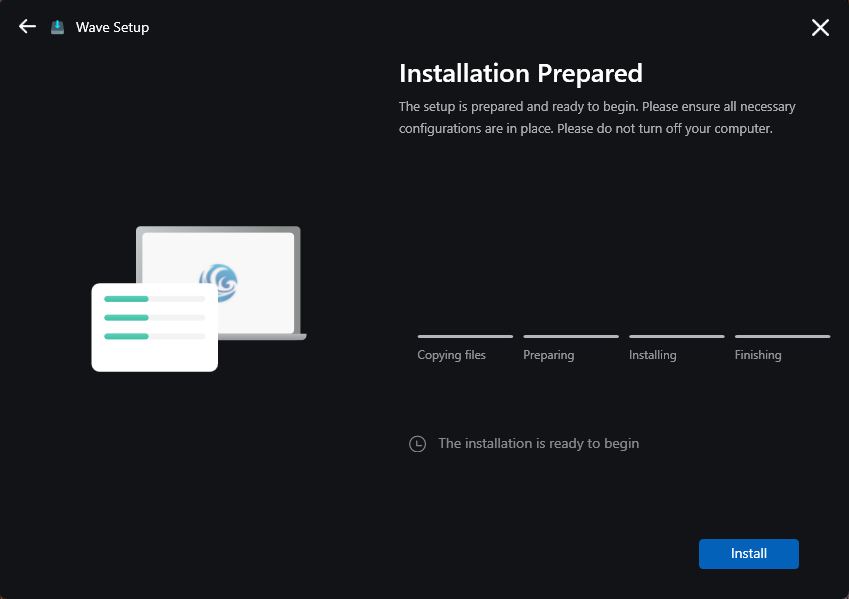 Wave Setup
Installation Prepared
The setup is prepared and ready to begin. Please ensure all necessary
configurations are in place. Please do not turn off your computer.
Copying files
Preparing
Installing
Finishing
The installation is ready to begin
Install